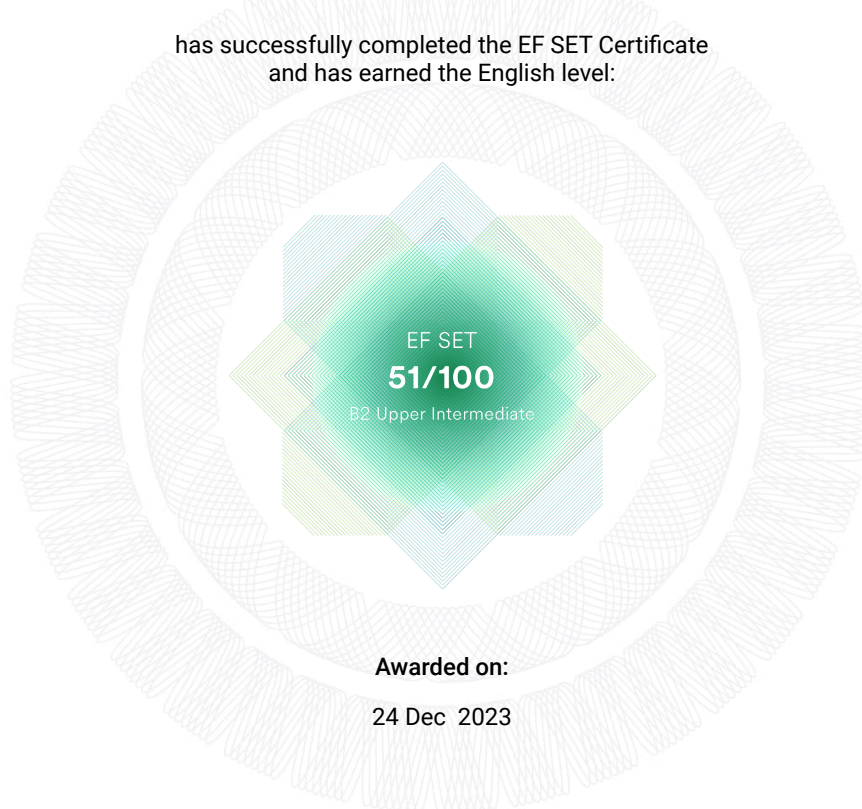 has successfully completed the EF SET Certificate
and has earned the English level:
EF SET
51/100
B2 Upper Intermediate
Awarded on:
24 Dec 2023